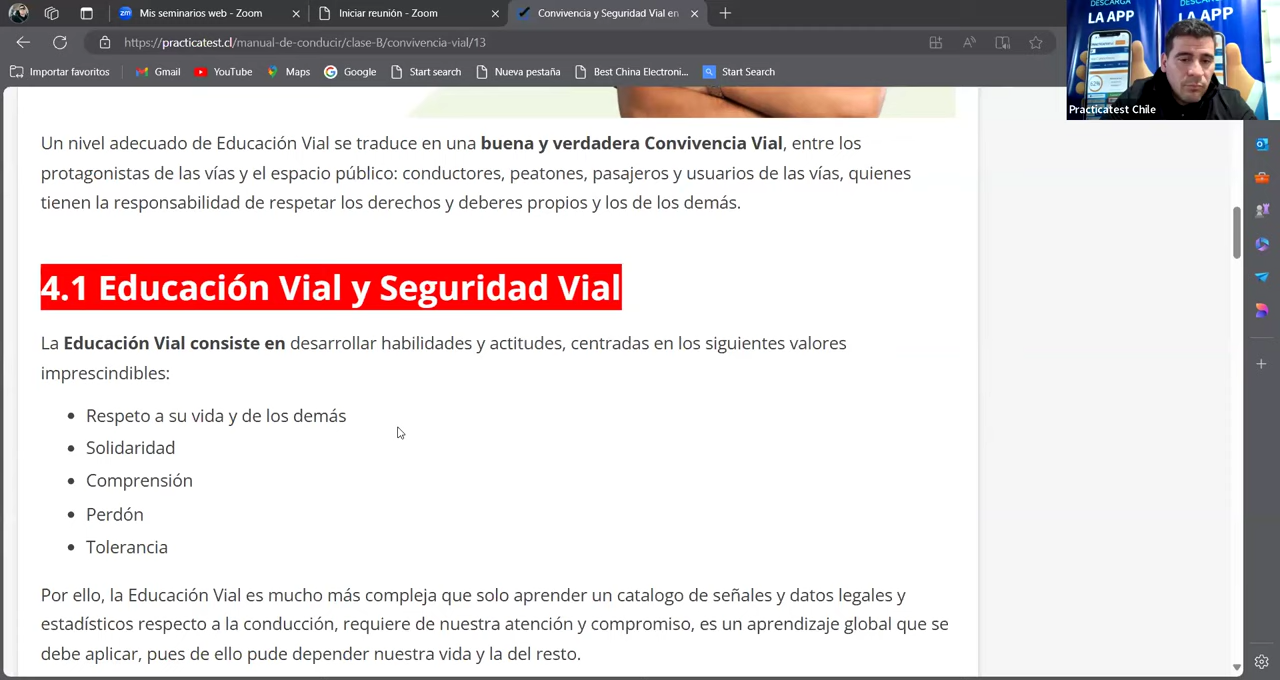 Mis seminarios web - Zoom
Iniciar reunión - Zoom
Convivencia y Seguridad Vial en
https://practicatest.cl/manual-de-conducir/clase-B/convivencia-vial/13
Importar favoritos
Gmail
YouTube
Maps
Google
Start search
Nueva pestaña
Best China Electroni...
Start Search
DESCARGA
LA APP
DESCARGA
LA APP
Practicatest Chile
Un nivel adecuado de Educación Vial se traduce en una buena y verdadera Convivencia Vial, entre los
protagonistas de las vías y el espacio público: conductores, peatones, pasajeros y usuarios de las vías, quienes
tienen la responsabilidad de respetar los derechos y deberes propios y los de los demás.
4.1 Educación Vial y Seguridad Vial
La Educación Vial consiste en desarrollar habilidades y actitudes, centradas en los siguientes valores
imprescindibles:
• Respeto a su vida y de los demás
• Solidaridad
• Comprensión
• Perdón
• Tolerancia
Por ello, la Educación Vial es mucho más compleja que solo aprender un catalogo de señales y datos legales y
estadísticos respecto a la conducción, requiere de nuestra atención y compromiso, es un aprendizaje global que se
debe aplicar, pues de ello pude depender nuestra vida y la del resto.